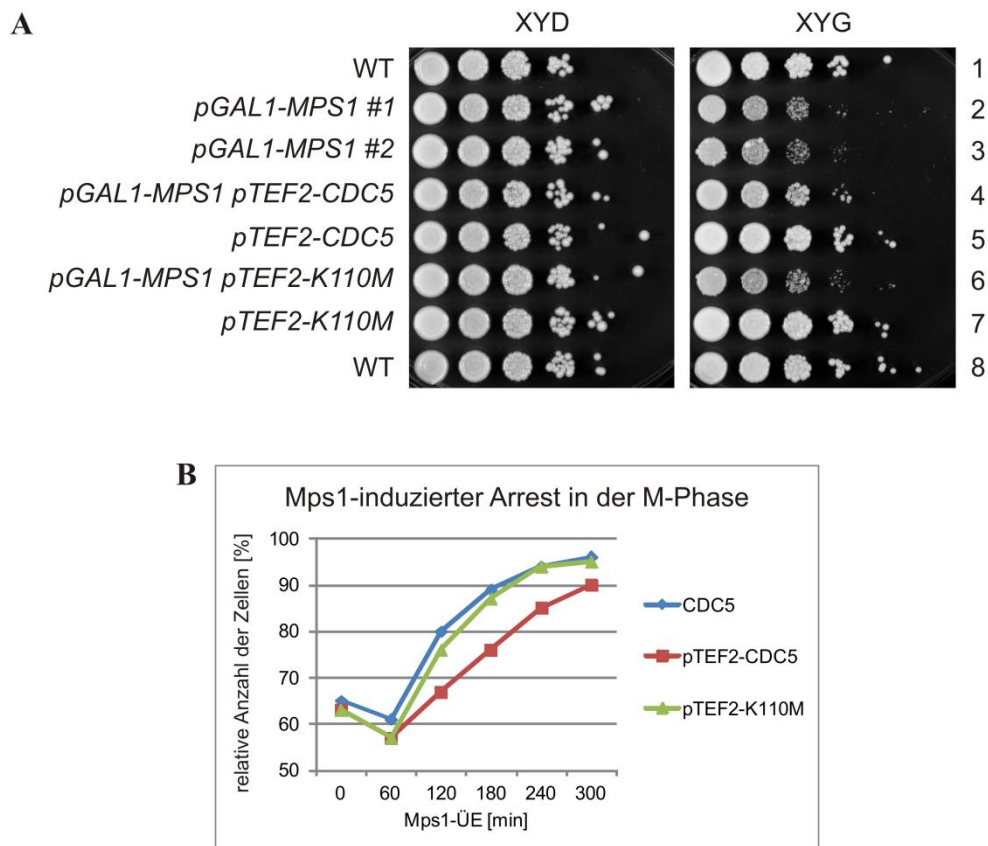 A
XYD XYG
WT 1
pGAL1-MPS1 #1 2
pGAL1-MPS1 #2 3
pGAL1-MPS1 pTEF2-CDC5 4
pTEF2-CDC5 5
pGAL1-MPS1 pTEF2-K110M 6
pTEF2-K110M 7
WT 8
B
Mps1-induzierter Arrest in der M-Phase
relative Anzahl der Zellen [%]
100
90
80
70
60
50
0 60 120 180 240 300
Mps1-ÜE [min]
CDC5
pTEF2-CDC5
pTEF2-K110M